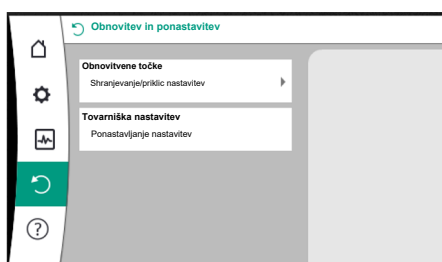 Obnovitev in ponastavitev
Obnovitvene točke
Shranjevanje/priklic nastavitev
Tovarniška nastavitev
Ponastavljanje nastavitev